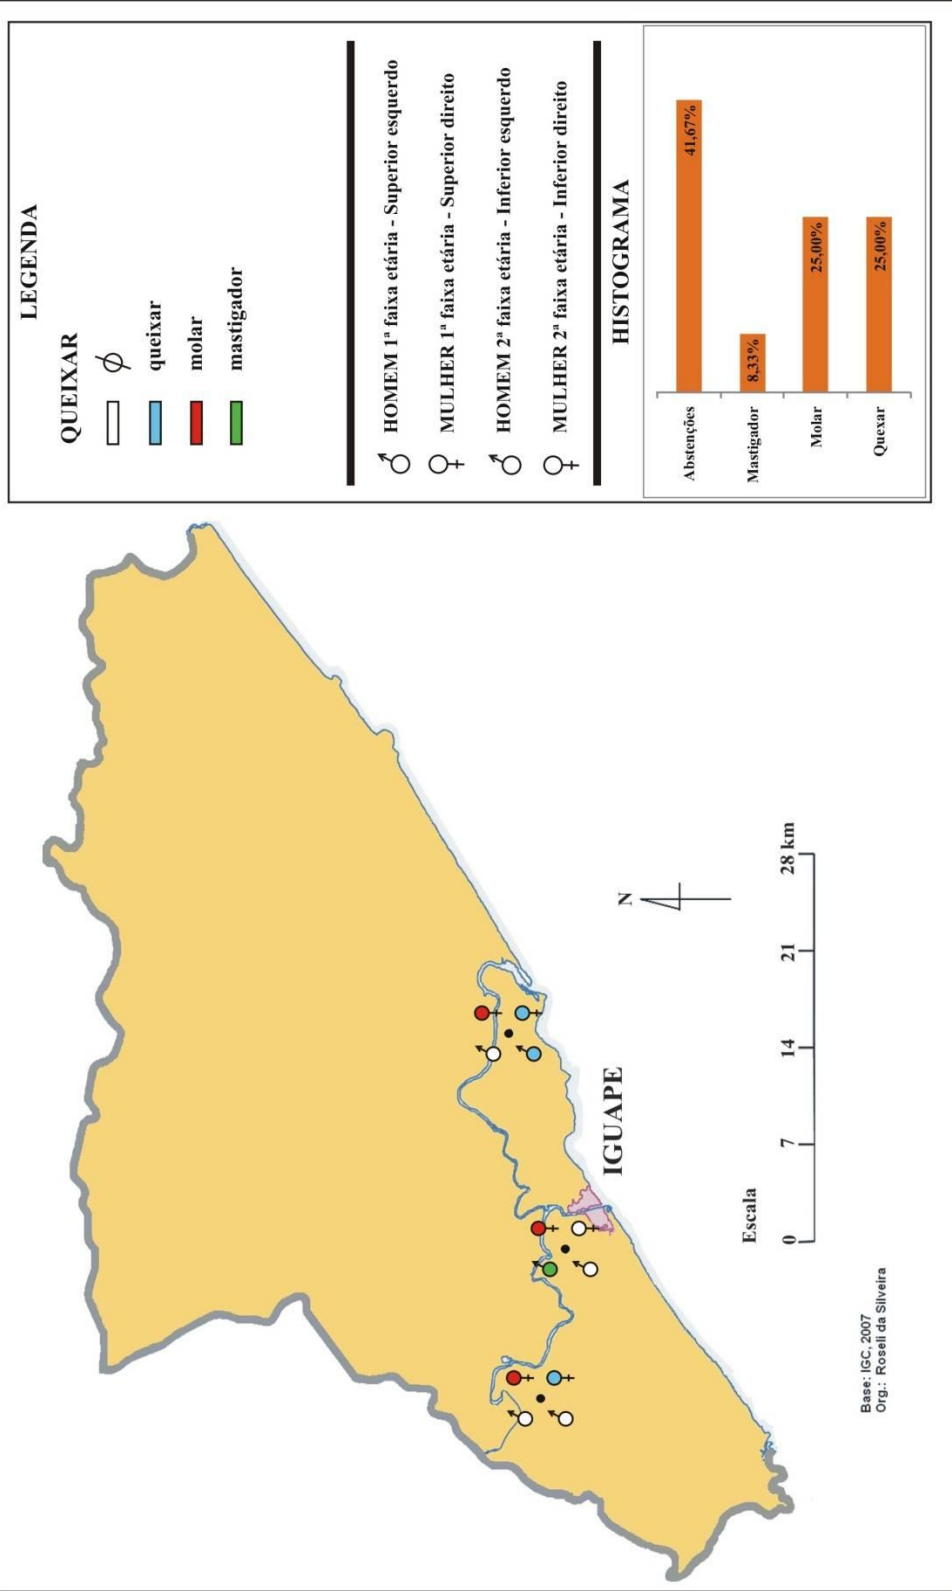 LEGENDA
QUEIXAR
ϕ
queixar
molar
mastigador
HOMEM 1ª faixa etária - Superior esquerdo
MULHER 1ª faixa etária - Superior direito
HOMEM 2ª faixa etária - Inferior esquerdo
MULHER 2ª faixa etária - Inferior direito
HISTOGRAMA
Abstenções 41,67%
Mastigador 8,33%
Molar 25,00%
Quexar 25,00%
IGUAPE
N
Escala
0 7 14 21 28 km
Base: IGC, 2007
Org.: Roseli da Silveira